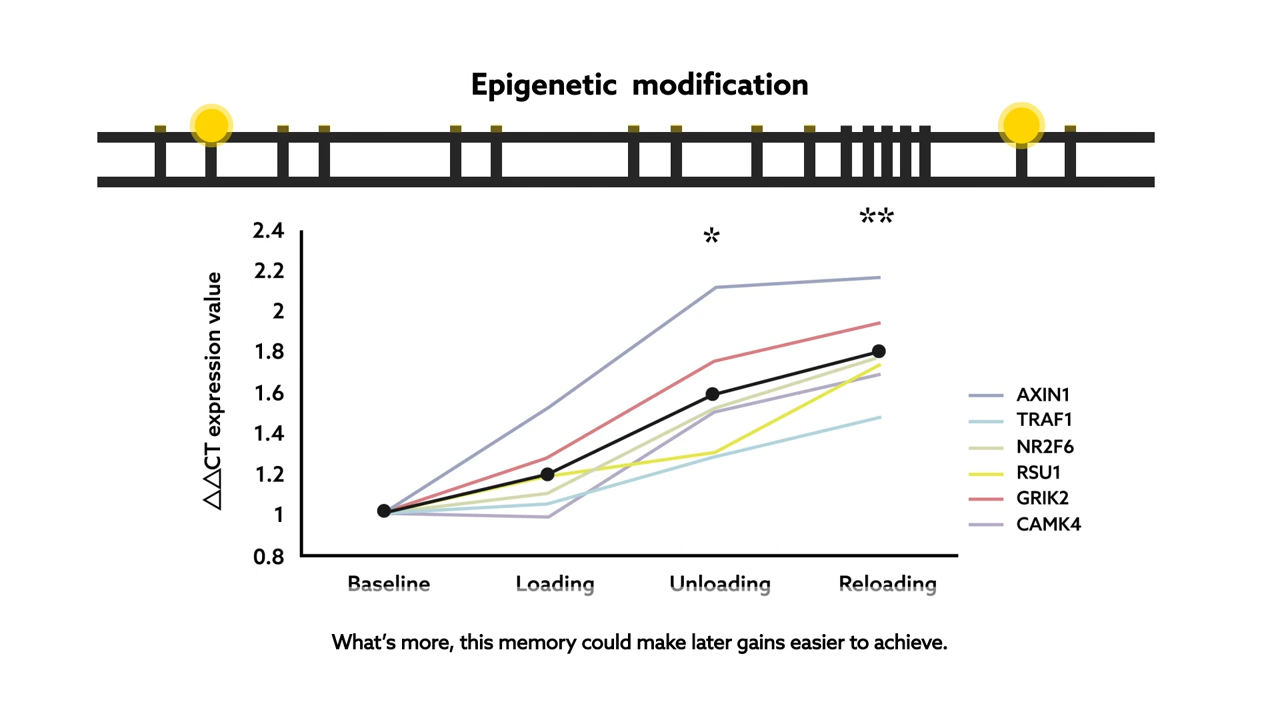 Epigenetic modification
*
**
2.4
2.2
2
1.8
1.6
1.4
1.2
1
0.8
△△CT expression value
Baseline Loading Unloading Reloading
AXIN1
TRAF1
NR2F6
RSU1
GRIK2
CAMK4
What's more, this memory could make later gains easier to achieve.